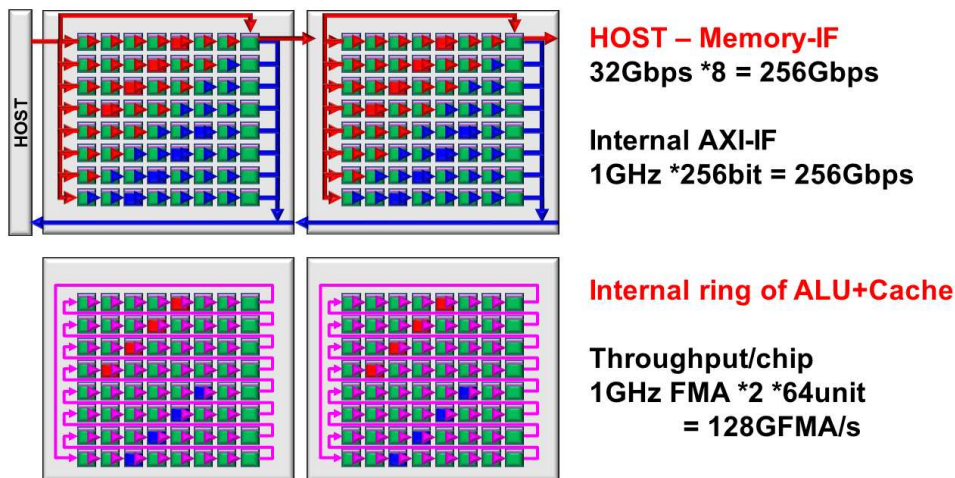 HOST
HOST – Memory-IF
32Gbps *8 = 256Gbps
Internal AXI-IF
1GHz *256bit = 256Gbps
Internal ring of ALU+Cache
Throughput/chip
1GHz FMA *2 *64unit
= 128GFMA/s